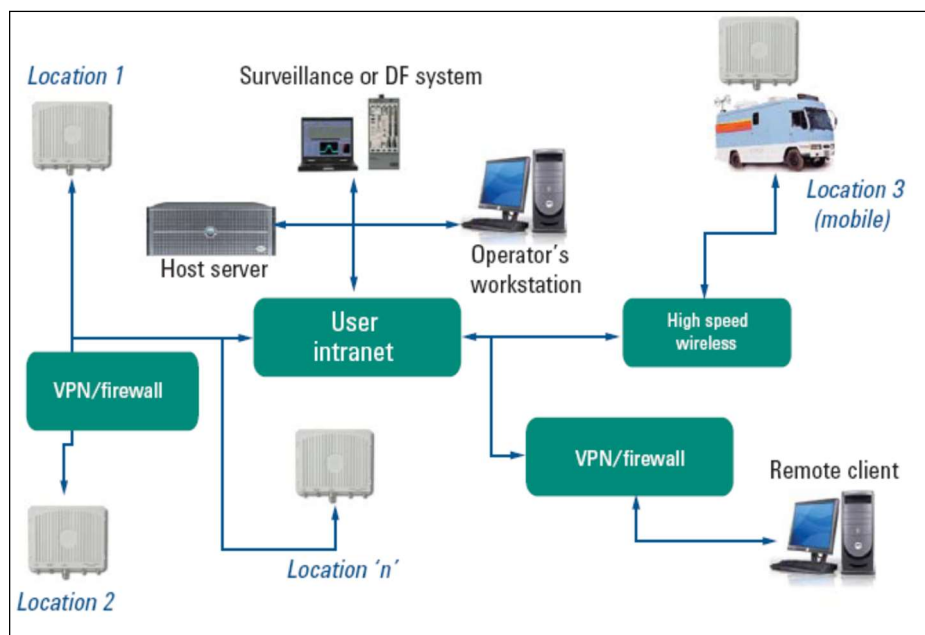 Location 1
Surveillance or DF system
Location 3
(mobile)
Host server
Operator's
workstation
User
intranet
High speed
wireless
VPN/firewall
VPN/firewall
Remote client
Location 'n'
Location 2